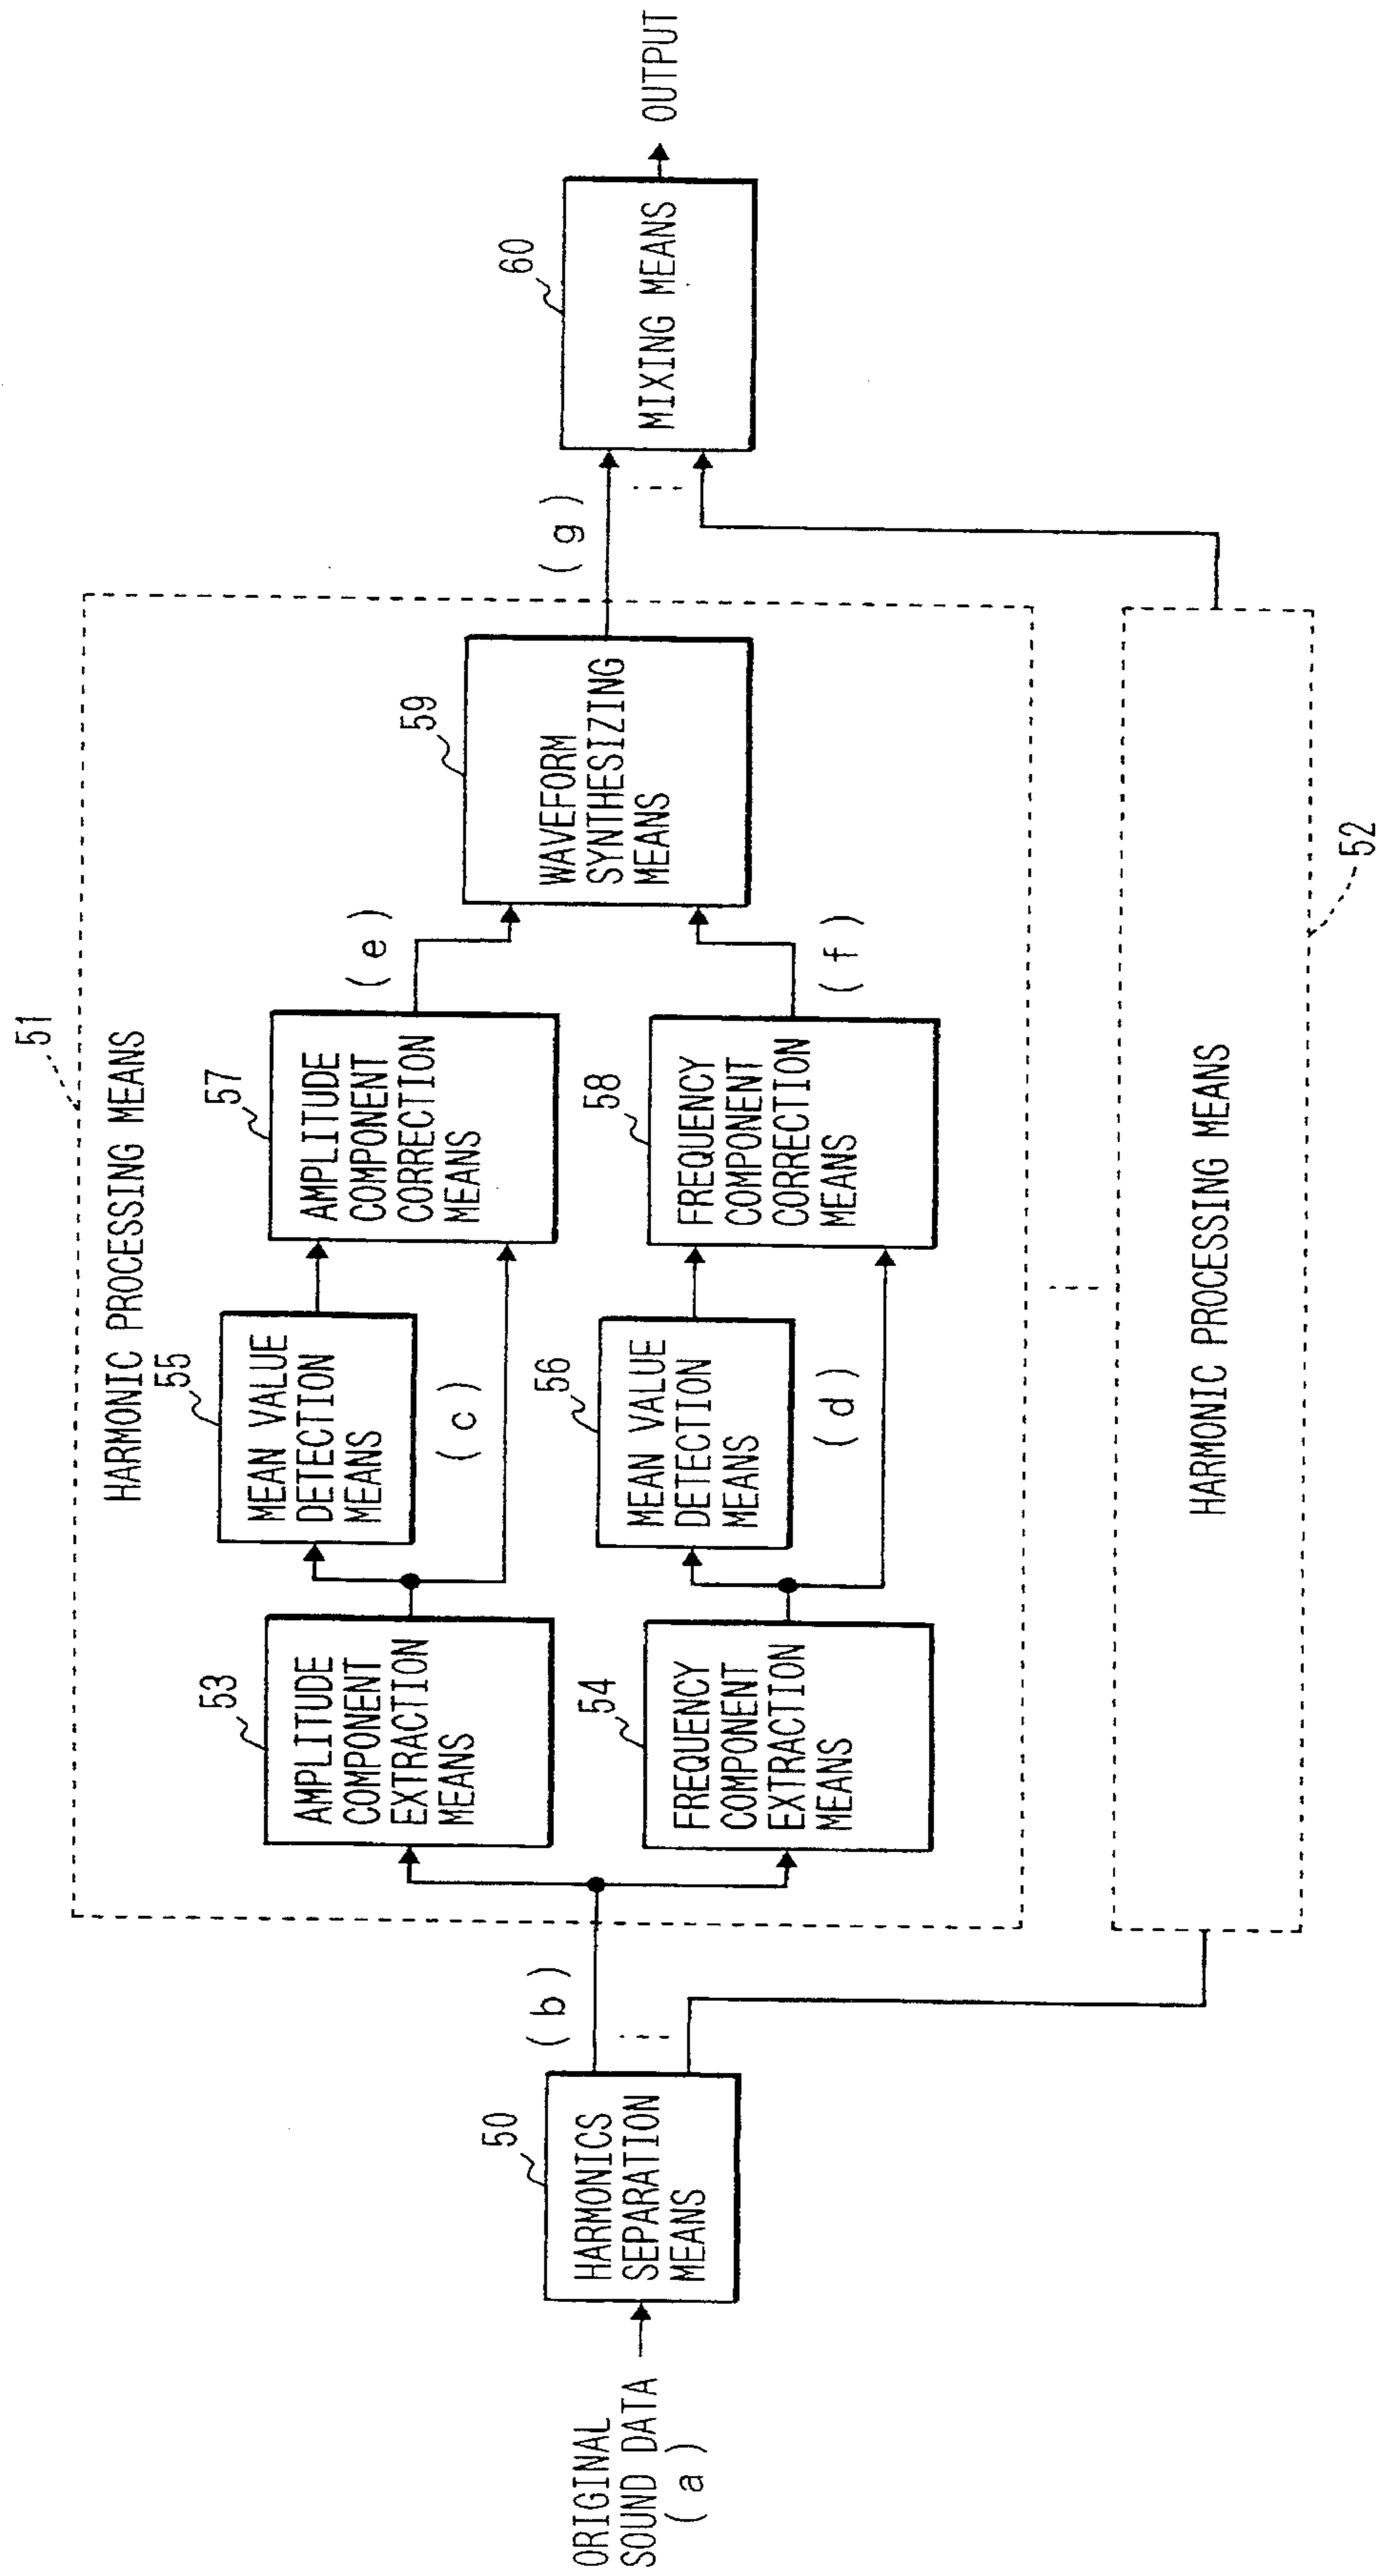 ORIGINAL
SOUND DATA
(a)
50
HARMONICS
SEPARATION
MEANS
(b)
51
HARMONIC PROCESSING MEANS
53
AMPLITUDE
COMPONENT
EXTRACTION
MEANS
54
FREQUENCY
COMPONENT
EXTRACTION
MEANS
55
MEAN VALUE
DETECTION
MEANS
(c)
56
MEAN VALUE
DETECTION
MEANS
(d)
57
AMPLITUDE
COMPONENT
CORRECTION
MEANS
(e)
58
FREQUENCY
COMPONENT
CORRECTION
MEANS
(f)
59
WAVEFORM
SYNTHESIZING
MEANS
(g)
60
MIXING MEANS
OUTPUT
HARMONIC PROCESSING MEANS
52